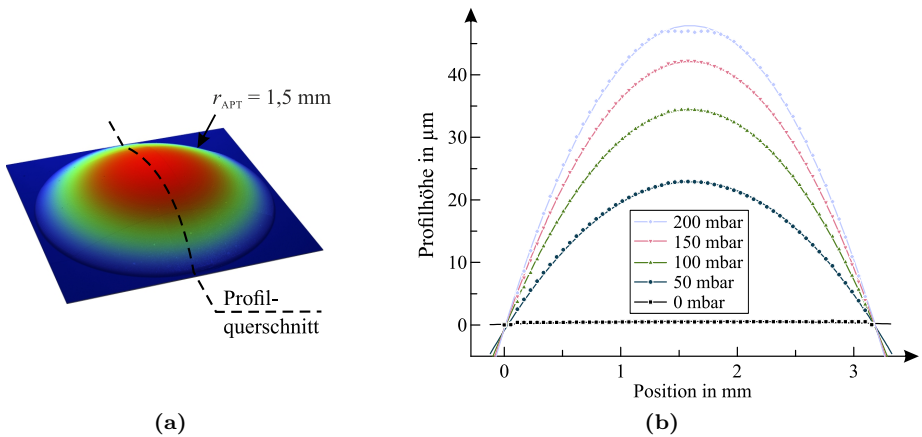 r_APT = 1,5 mm
Profil-
querschnitt
(a)
Profilhöhe in µm
40
30
20
10
0
200 mbar
150 mbar
100 mbar
50 mbar
0 mbar
0
1
2
3
Position in mm
(b)